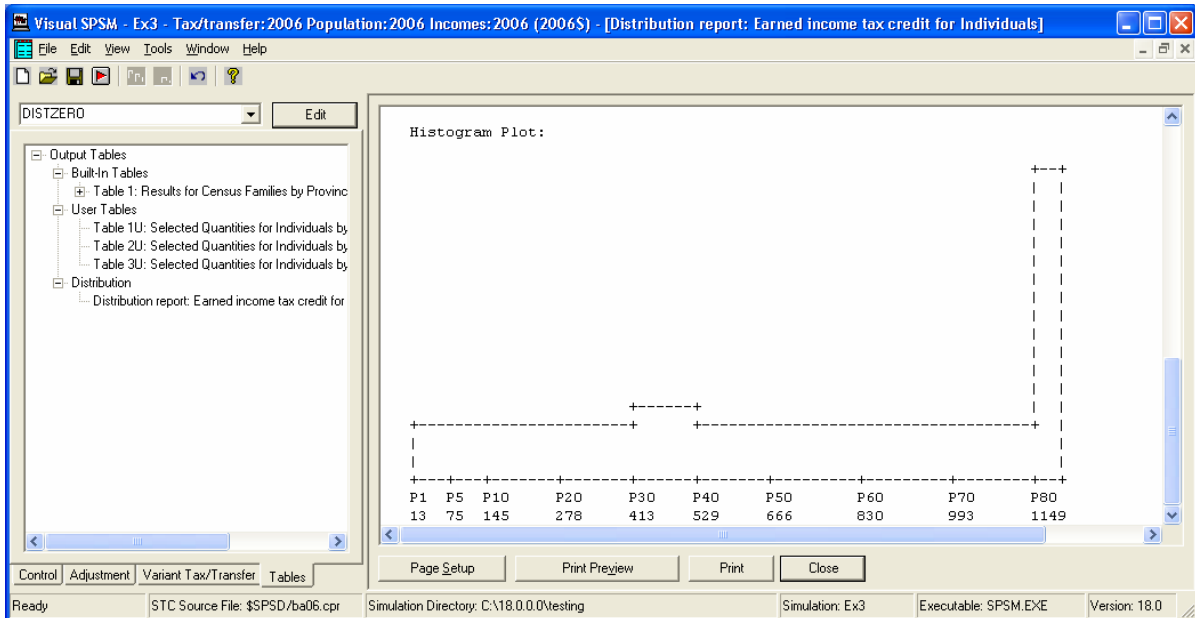 Visual SPSM - Ex3 - Tax/transfer:2006 Population:2006 Incomes:2006 (2006$) - [Distribution report: Earned income tax credit for Individuals]
File Edit View Tools Window Help
DISTZERO
Edit
Output Tables
Built-In Tables
Table 1: Results for Census Families by Provinc
User Tables
Table 1U: Selected Quantities for Individuals by
Table 2U: Selected Quantities for Individuals by
Table 3U: Selected Quantities for Individuals by
Distribution
Distribution report: Earned income tax credit for
Histogram Plot:
P1 P5 P10 P20 P30 P40 P50 P60 P70 P80
13 75 145 278 413 529 666 830 993 1149
Control Adjustment Variant Tax/Transfer Tables
Page Setup Print Preview Print Close
Ready STC Source File: $SPSD/ba06.cpr Simulation Directory: C:\18.0.0.0\testing Simulation: Ex3 Executable: SPSM.EXE Version: 18.0